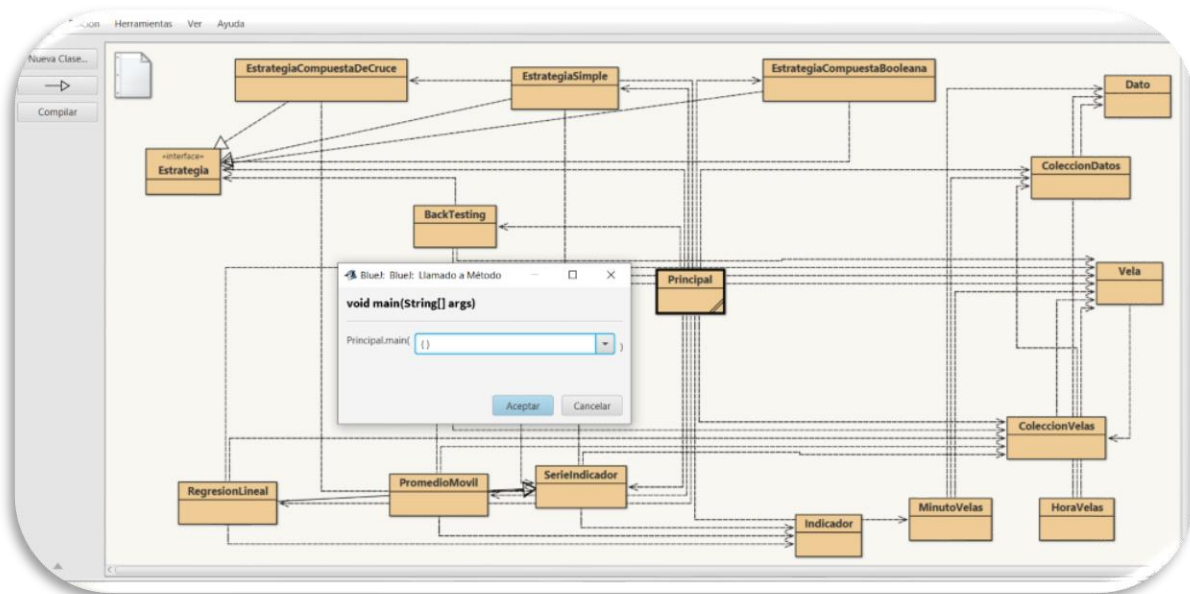 Herramientas Ver Ayuda
Nueva Clase...
Compilar
EstrategiaCompuestaDeCruce
EstrategiaSimple
EstrategiaCompuestaBooleana
Dato
«interface»
Estrategia
ColeccionDatos
BackTesting
BlueJ: BlueJ: Llamado a Método
void main(String[] args)
Principal.main(
{}
)
Aceptar
Cancelar
Principal
Vela
ColeccionVelas
RegresionLineal
PromedioMovil
SerieIndicador
Indicador
MinutoVelas
HoraVelas